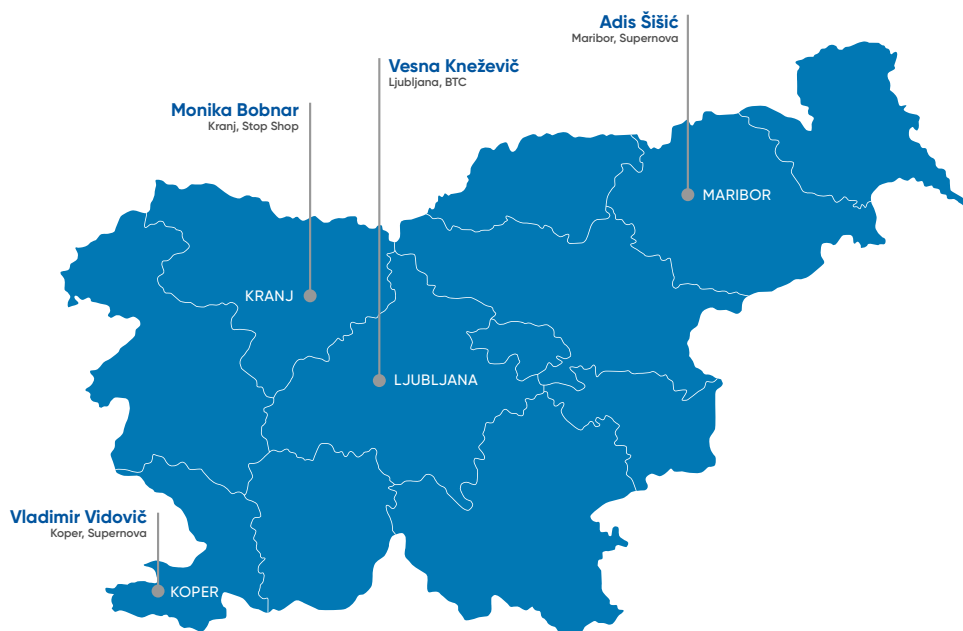 Adis Šišić
Maribor, Supernova
Vesna Kneževič
Ljubljana, BTC
Monika Bobnar
Kranj, Stop Shop
MARIBOR
KRANJ
LJUBLJANA
Vladimir Vidovič
Koper, Supernova
KOPER